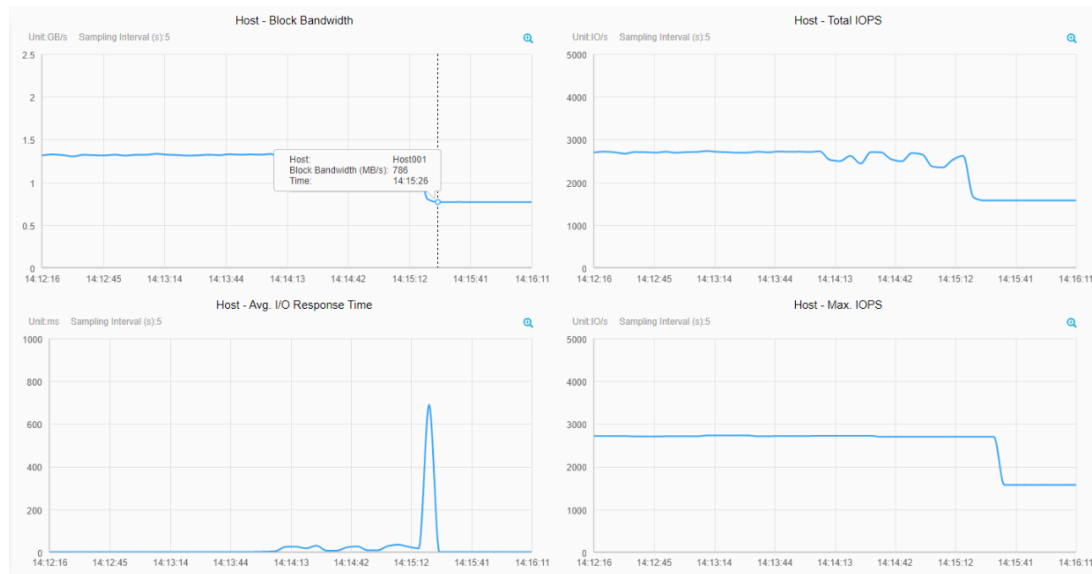 Host - Block Bandwidth
Unit:GB/s Sampling Interval (s):5
2.5
2
1.5
1
0.5
0
Host: Host001
Block Bandwidth (MB/s): 786
Time: 14:15:26
14:12:16 14:12:45 14:13:14 14:13:44 14:14:13 14:14:42 14:15:12 14:15:41 14:16:11
Host - Total IOPS
Unit:IO/s Sampling Interval (s):5
5000
4000
3000
2000
1000
0
14:12:16 14:12:45 14:13:14 14:13:44 14:14:13 14:14:42 14:15:12 14:15:41 14:16:11
Host - Avg. I/O Response Time
Unit:ms Sampling Interval (s):5
1000
800
600
400
200
0
14:12:16 14:12:45 14:13:14 14:13:44 14:14:13 14:14:42 14:15:12 14:15:41 14:16:11
Host - Max. IOPS
Unit:IO/s Sampling Interval (s):5
5000
4000
3000
2000
1000
0
14:12:16 14:12:45 14:13:14 14:13:44 14:14:13 14:14:42 14:15:12 14:15:41 14:16:11